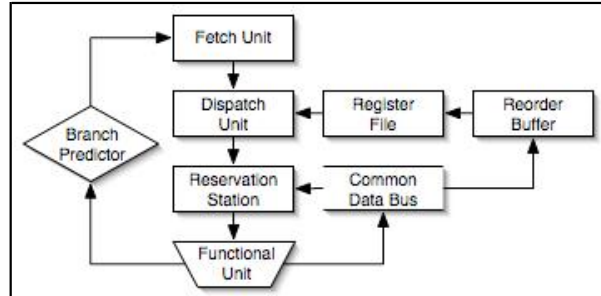 Fetch Unit
Dispatch
Unit
Register
File
Reorder
Buffer
Branch
Predictor
Reservation
Station
Common
Data Bus
Functional
Unit